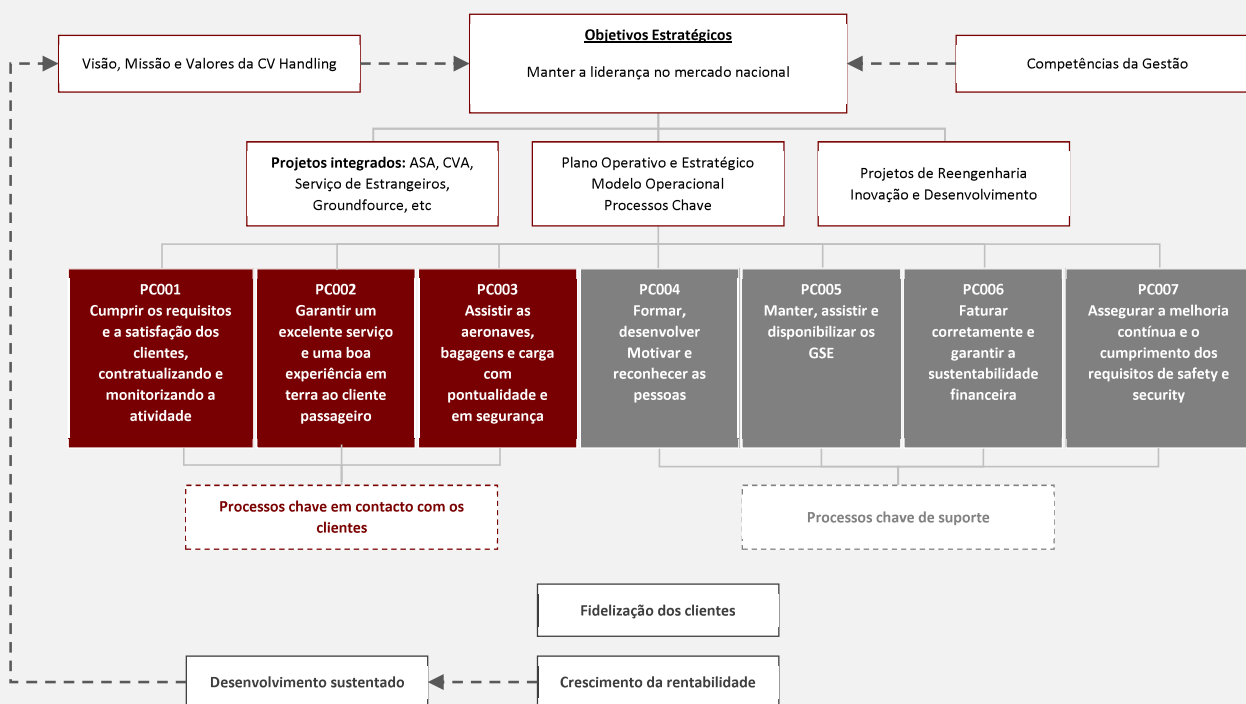 Objetivos Estratégicos
Visão, Missão e Valores da CV Handling
Manter a liderança no mercado nacional
Competências da Gestão
Projetos integrados: ASA, CVA,
Serviço de Estrangeiros,
Groundfource, etc
Plano Operativo e Estratégico
Modelo Operacional
Processos Chave
Projetos de Reengenharia
Inovação e Desenvolvimento
PC001
Cumprir os requisitos
e a satisfação dos
clientes,
contratualizando e
monitorizando a
atividade
PC002
Garantir um
excelente serviço
e uma boa
experiência em
terra ao cliente
passageiro
PC003
Assistir as
aeronaves,
bagagens e carga
com
pontualidade e
em segurança
PC004
Formar,
desenvolver
Motivar e
reconhecer as
pessoas
PC005
Manter, assistir e
disponibilizar os
GSE
PC006
Faturar
corretamente e
garantir a
sustentabilidade
financeira
PC007
Assegurar a melhoria
contínua e o
cumprimento dos
requisitos de safety e
security
Processos chave em contacto com os
clientes
Processos chave de suporte
Fidelização dos clientes
Desenvolvimento sustentado
Crescimento da rentabilidade